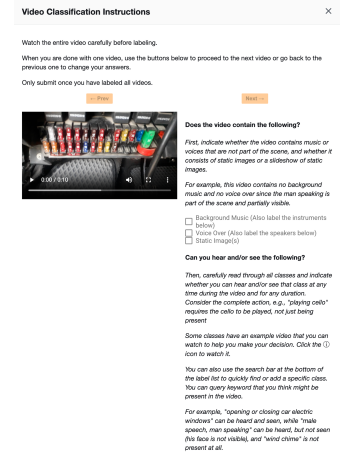 Video Classification Instructions
Watch the entire video carefully before labeling.
When you are done with one video, use the buttons below to proceed to the next video or go back to the
previous one to change your answers.
Only submit once you have labeled all videos.
← Prev
Next →
0:00 / 0:10
Does the video contain the following?
First, indicate whether the video contains music or
voices that are not part of the scene, and whether it
consists of static images or a slideshow of static
images.
For example, this video contains no background
music and no voice over since the man speaking is
part of the scene and partially visible.
Background Music (Also label the instruments
below)
Voice Over (Also label the speakers below)
Static Image(s)
Can you hear and/or see the following?
Then, carefully read through all classes and indicate
whether you can hear and/or see that class at any
time during the video and for any duration.
Consider the complete action, e.g., "playing cello"
requires the cello to be played, not just being
present
Some classes have an example video that you can
watch to help you make your decision. Click the ⓘ
icon to watch it.
You can also use the search bar at the bottom of
the label list to quickly find or add a specific class.
You can query keyword that you think might be
present in the video.
For example, "opening or closing car electric
windows" can be heard and seen, while "male
speech, man speaking" can be heard, but not seen
(his face is not visible), and "wind chime" is not
present at all.